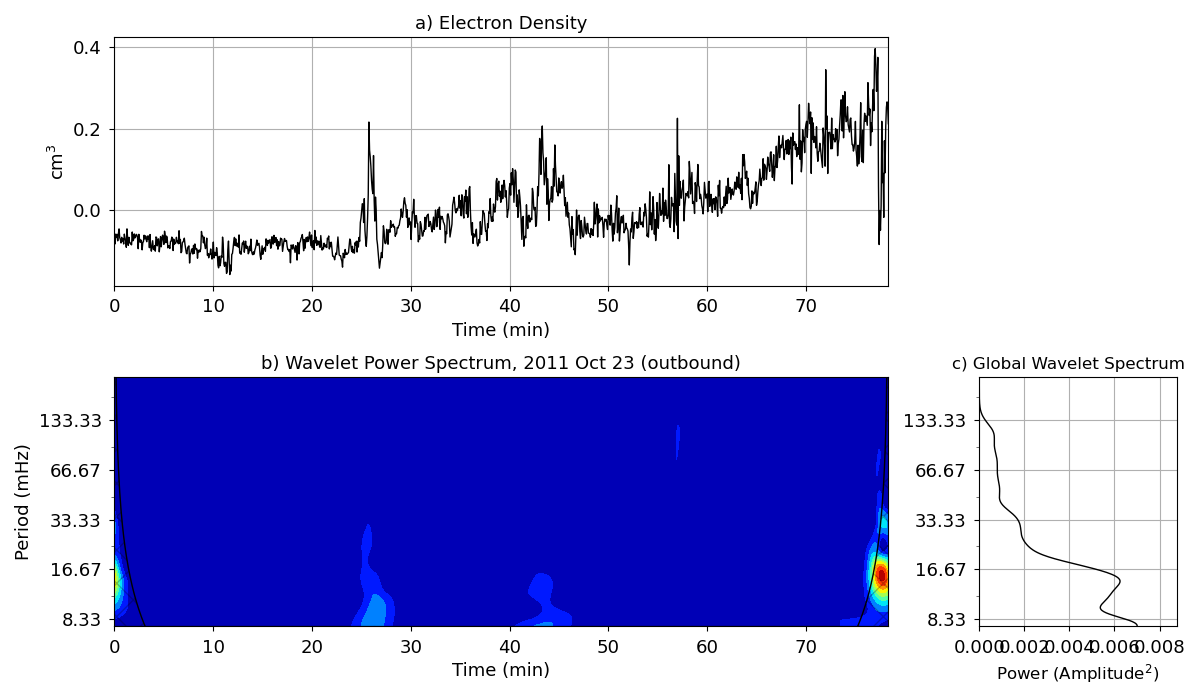 a) Electron Density
0.4
0.2
0.0
cm³
0 10 20 30 40 50 60 70
Time (min)
b) Wavelet Power Spectrum, 2011 Oct 23 (outbound)
133.33
66.67
33.33
16.67
8.33
Period (mHz)
0 10 20 30 40 50 60 70
Time (min)
c) Global Wavelet Spectrum
133.33
66.67
33.33
16.67
8.33
0.000 0.002 0.004 0.006 0.008
Power (Amplitude²)